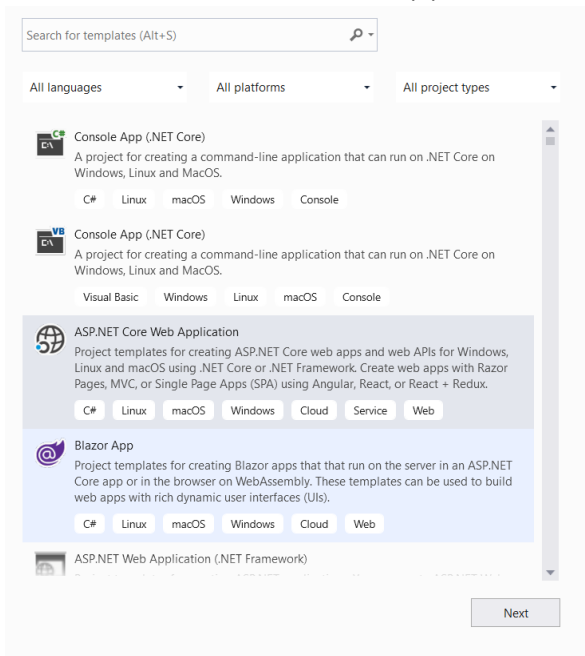 Search for templates (Alt+S)
All languages All platforms All project types
C#
Console App (.NET Core)
A project for creating a command-line application that can run on .NET Core on
Windows, Linux and MacOS.
C# Linux macOS Windows Console
VB
Console App (.NET Core)
A project for creating a command-line application that can run on .NET Core on
Windows, Linux and MacOS.
Visual Basic Windows Linux macOS Console
ASP.NET Core Web Application
Project templates for creating ASP.NET Core web apps and web APIs for Windows,
Linux and macOS using .NET Core or .NET Framework. Create web apps with Razor
Pages, MVC, or Single Page Apps (SPA) using Angular, React, or React + Redux.
C# Linux macOS Windows Cloud Service Web
Blazor App
Project templates for creating Blazor apps that that run on the server in an ASP.NET
Core app or in the browser on WebAssembly. These templates can be used to build
web apps with rich dynamic user interfaces (UIs).
C# Linux macOS Windows Cloud Web
ASP.NET Web Application (.NET Framework)
Next